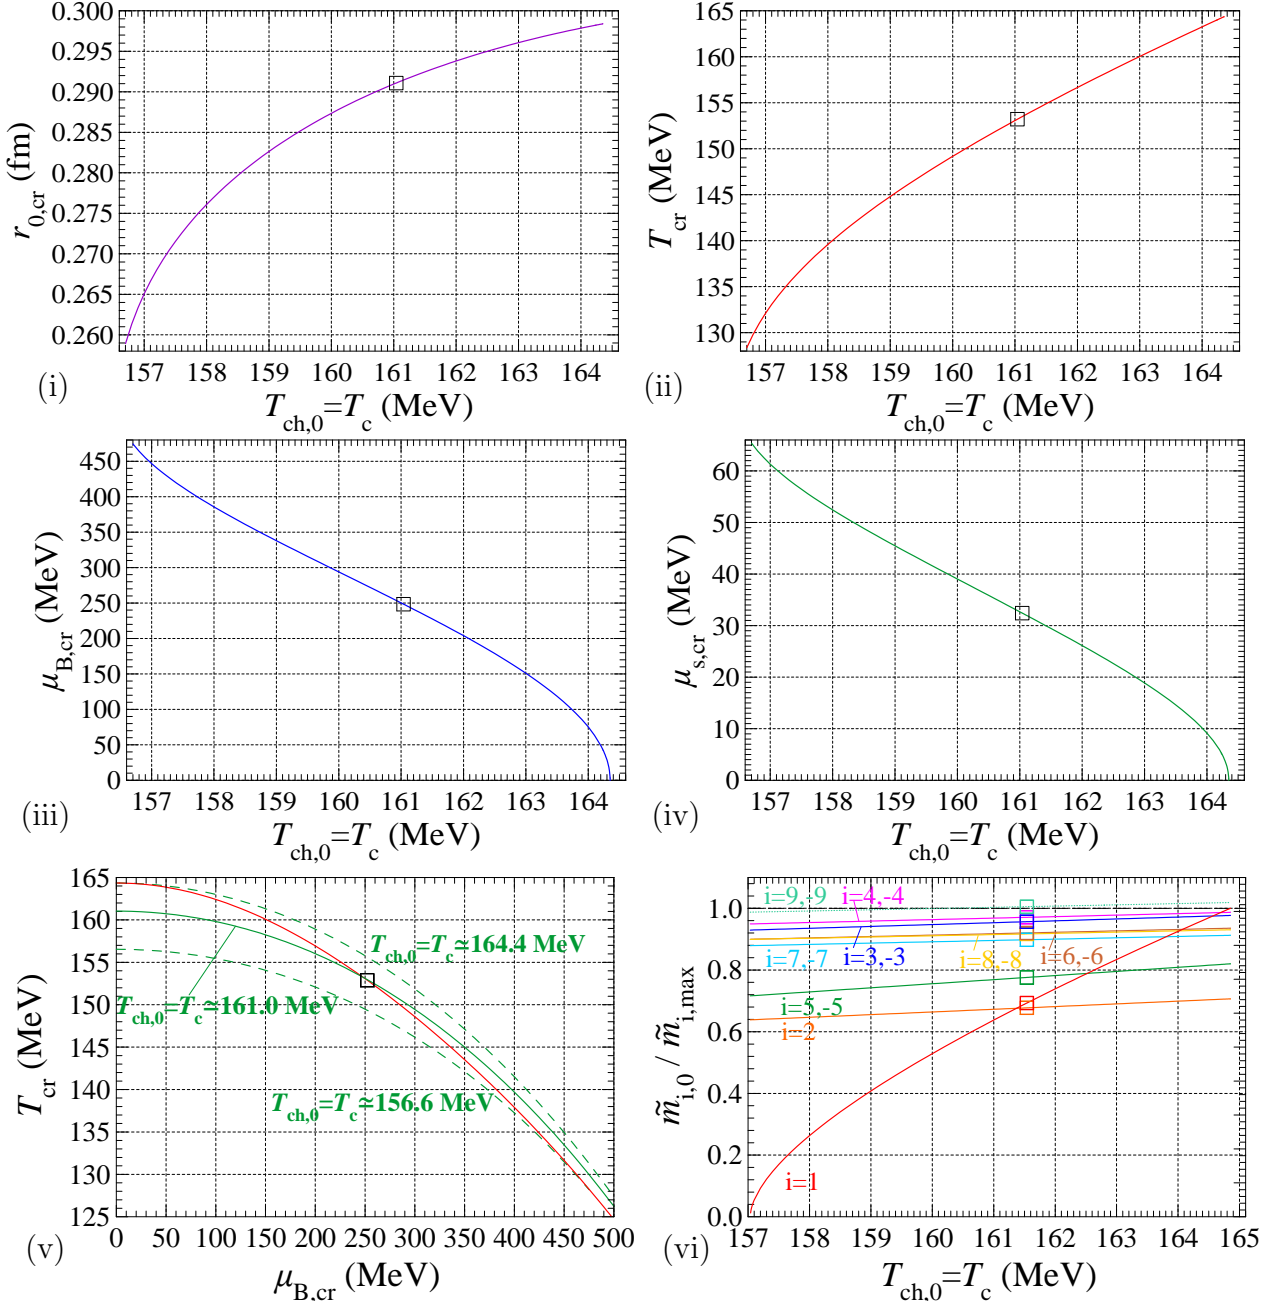 0.300
0.295
0.290
0.285
0.280
0.275
0.270
0.265
0.260
r0,cr (fm)
157 158 159 160 161 162 163 164
(i)
Tch,0=Tc (MeV)
165
160
155
150
145
140
135
130
Tcr (MeV)
157 158 159 160 161 162 163 164
(ii)
Tch,0=Tc (MeV)
450
400
350
300
250
200
150
100
50
0
μB,cr (MeV)
157 158 159 160 161 162 163 164
(iii)
Tch,0=Tc (MeV)
60
50
40
30
20
10
0
μs,cr (MeV)
157 158 159 160 161 162 163 164
(iv)
Tch,0=Tc (MeV)
165
160
155
150
145
140
135
130
125
Tcr (MeV)
Tch,0=Tc≃164.4 MeV
Tch,0=Tc≃161.0 MeV
Tch,0=Tc≃156.6 MeV
0 50 100 150 200 250 300 350 400 450 500
(v)
μB,cr (MeV)
1.0
0.8
0.6
0.4
0.2
0.0
m̃i,0 / m̃i,max
i=9,-9 i=4,-4
i=7,-7 i=3,-3 i=8,-8 i=6,-6
i=5,-5
i=2
i=1
157 158 159 160 161 162 163 164 165
(vi)
Tch,0=Tc (MeV)